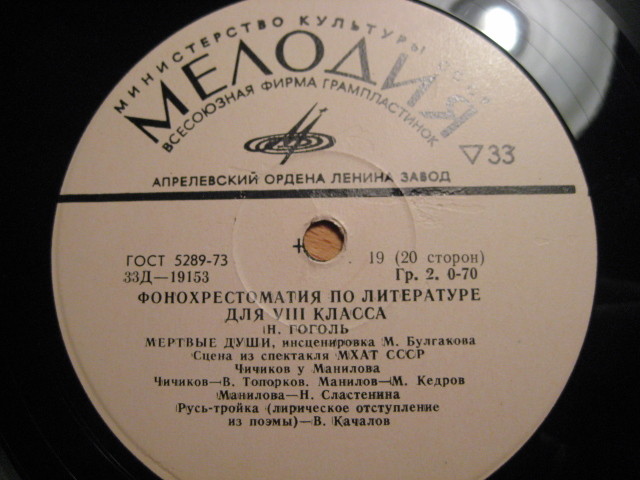 МИНИСТЕРСТВО КУЛЬТУРЫ СССР
МЕЛОДИЯ
ВСЕСОЮЗНАЯ ФИРМА ГРАМПЛАСТИНОК
▽33
АПРЕЛЕВСКИЙ ОРДЕНА ЛЕНИНА ЗАВОД
ГОСТ 5289-73
19 (20 сторон)
33Д—19153
Гр. 2. 0-70
ФОНОХРЕСТОМАТИЯ ПО ЛИТЕРАТУРЕ
ДЛЯ VIII КЛАССА
Н. ГОГОЛЬ
МЕРТВЫЕ ДУШИ, инсценировка М. Булгакова
Сцена из спектакля МХАТ СССР
Чичиков у Манилова
Чичиков—В. Топорков. Манилов—М. Кедров
Манилова—Н. Сластенина
Русь-тройка (лирическое отступление
из поэмы)—В. Качалов